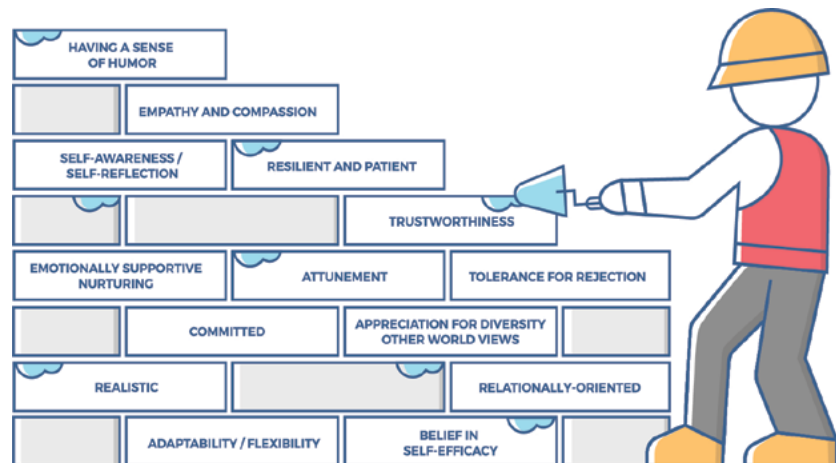 HAVING A SENSE
OF HUMOR
EMPATHY AND COMPASSION
SELF-AWARENESS /
SELF-REFLECTION
RESILIENT AND PATIENT
TRUSTWORTHINESS
EMOTIONALLY SUPPORTIVE
NURTURING
ATTUNEMENT
TOLERANCE FOR REJECTION
COMMITTED
APPRECIATION FOR DIVERSITY
OTHER WORLD VIEWS
REALISTIC
RELATIONALLY-ORIENTED
ADAPTABILITY / FLEXIBILITY
BELIEF IN
SELF-EFFICACY